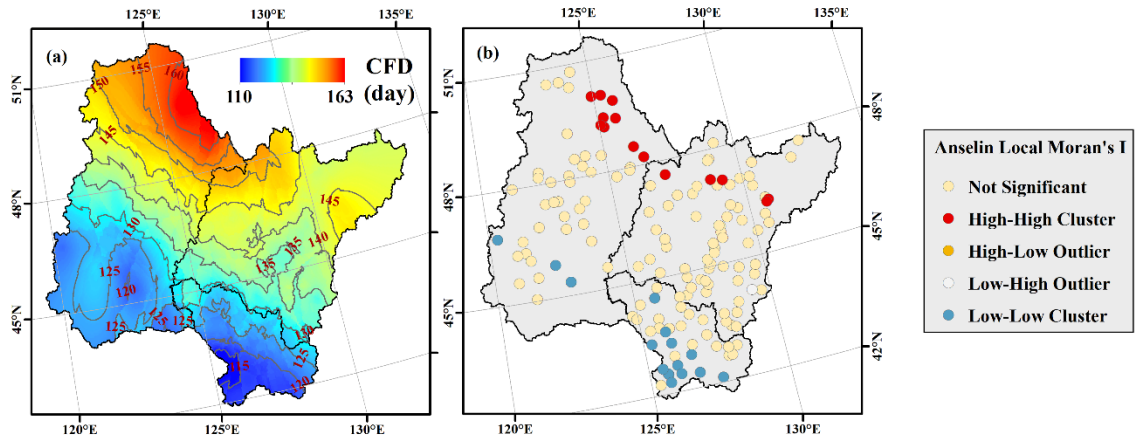 125°E 130°E 135°E
(a)
CFD
110 163
(day)
160
155
150
145
145
140
135
135
130
130
125
125
125
125
125
120
120
115
51°N
48°N
45°N
120°E 125°E 130°E
125°E 130°E 135°E
(b)
51°N
48°N
45°N
48°N
45°N
42°N
120°E 125°E 130°E
Anselin Local Moran's I
Not Significant
High-High Cluster
High-Low Outlier
Low-High Outlier
Low-Low Cluster